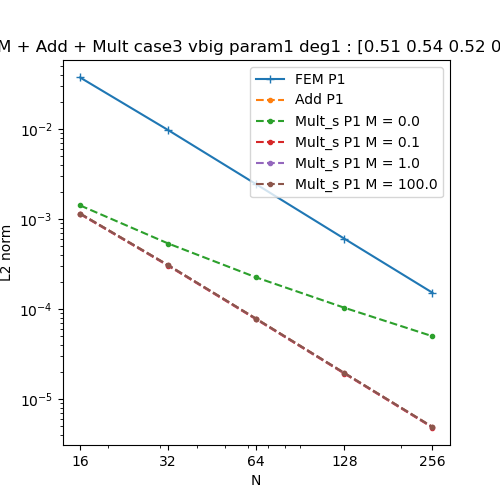 M + Add + Mult case3 vbig param1 deg1 : [0.51 0.54 0.52 0
FEM P1
Add P1
Mult_s P1 M = 0.0
Mult_s P1 M = 0.1
Mult_s P1 M = 1.0
Mult_s P1 M = 100.0
L2 norm
10⁻²
10⁻³
10⁻⁴
10⁻⁵
16 32 64 128 256
N